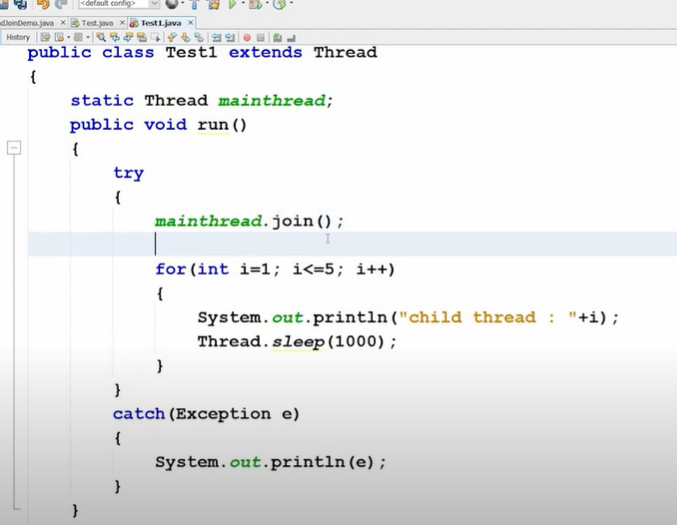 <default config>
dJoinDemo.java Test.java Test1.java
History
public class Test1 extends Thread
{
static Thread mainthread;
public void run()
{
try
{
mainthread.join();
for(int i=1; i<=5; i++)
{
System.out.println("child thread : "+i);
Thread.sleep(1000);
}
}
catch(Exception e)
{
System.out.println(e);
}
}